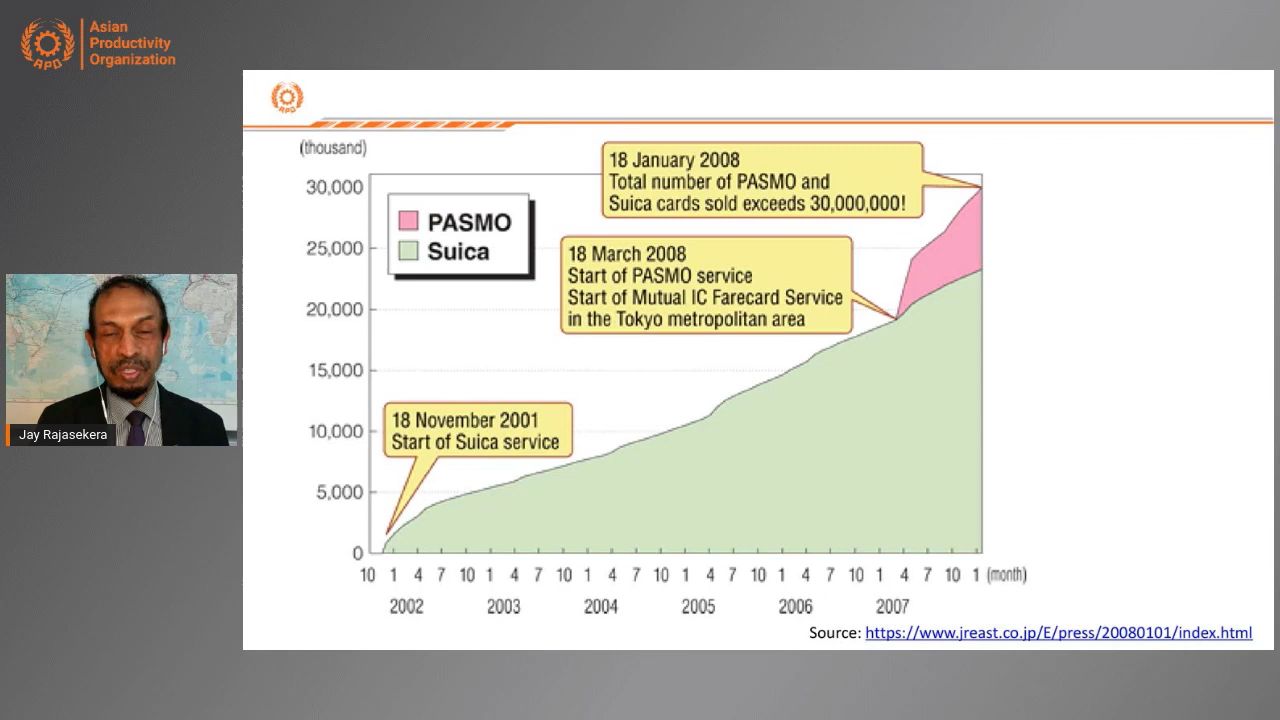 Asian
Productivity
Organization
APO
APO
(thousand)
30,000
25,000
20,000
15,000
10,000
5,000
0
PASMO
Suica
18 January 2008
Total number of PASMO and
Suica cards sold exceeds 30,000,000!
18 March 2008
Start of PASMO service
Start of Mutual IC Farecard Service
in the Tokyo metropolitan area
18 November 2001
Start of Suica service
10 1 4 7 10 1 4 7 10 1 4 7 10 1 4 7 10 1 4 7 10 1 4 7 10 1 (month)
2002 2003 2004 2005 2006 2007
Source: https://www.jreast.co.jp/E/press/20080101/index.html
Jay Rajasekera